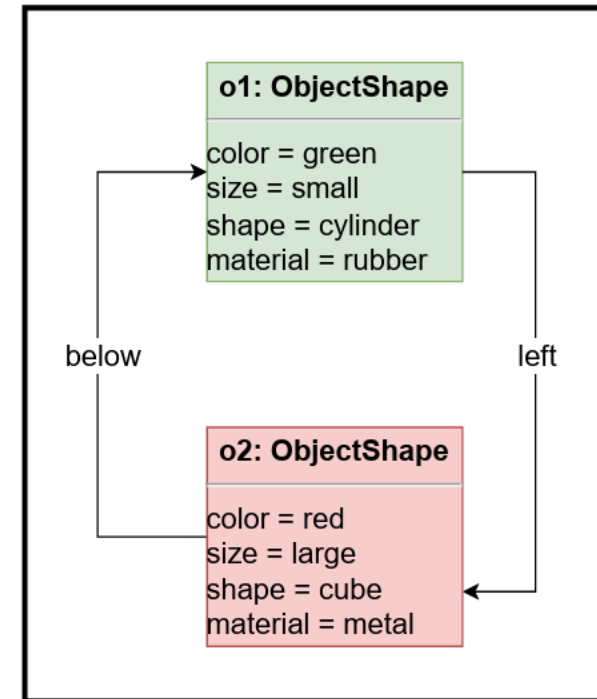 o1: ObjectShape
color = green
size = small
shape = cylinder
material = rubber
below
left
o2: ObjectShape
color = red
size = large
shape = cube
material = metal